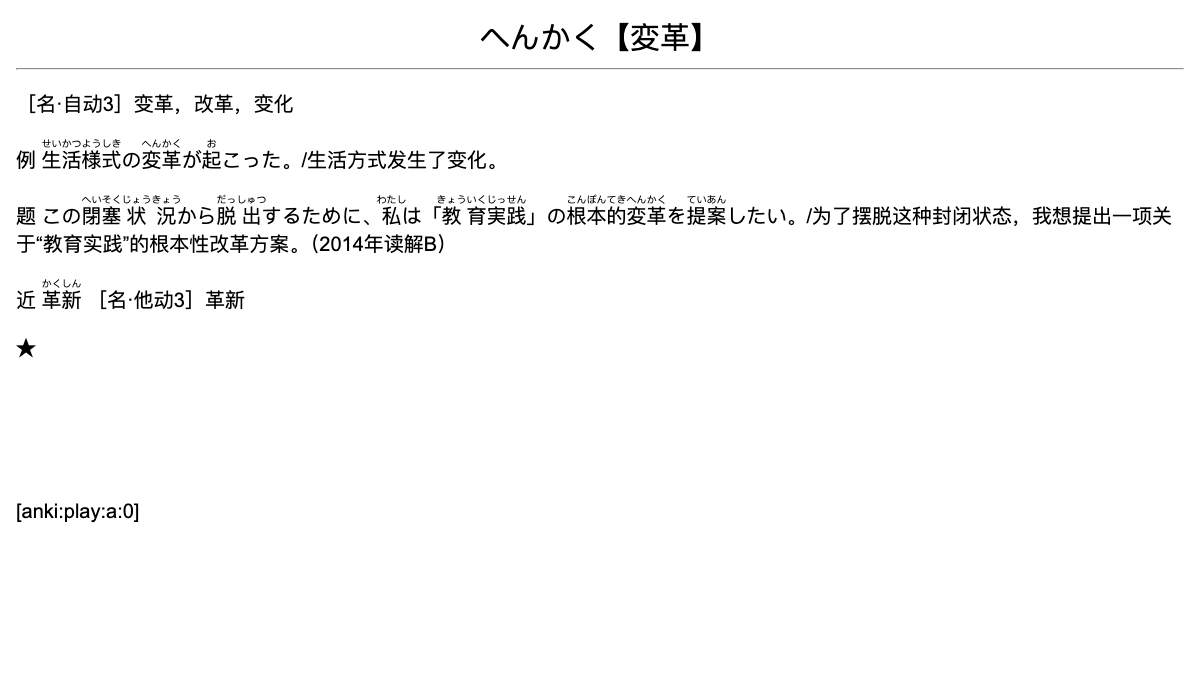 へんかく【変革】
［名·自动3］变革，改革，变化
せいかつようしき へんかく お
例 生活様式の変革が起こった。/生活方式发生了变化。
へいそくじょうきょう だっしゅつ わたし きょういくじっせん こんぽんてきへんかく ていあん
题 この閉塞状況から脱出するために、私は「教育実践」の根本的変革を提案したい。/为了摆脱这种封闭状态，我想提出一项关
于“教育实践”的根本性改革方案。（2014年读解B）
かくしん
近 革新 ［名·他动3］革新
★
[anki:play:a:0]